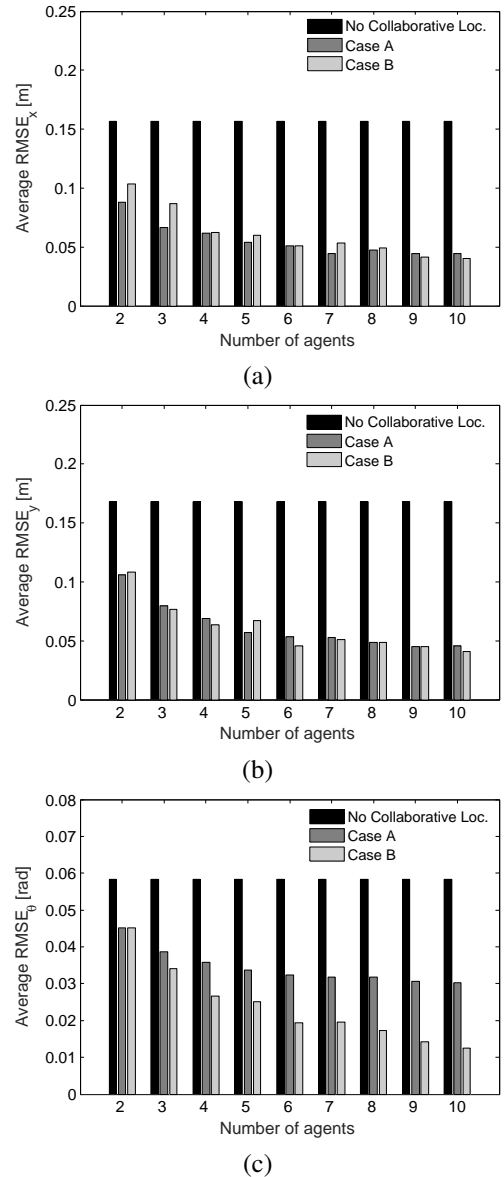 0.25
0.2
0.15
0.1
0.05
0
Average RMSE_x [m]
No Collaborative Loc.
Case A
Case B
2 3 4 5 6 7 8 9 10
Number of agents
(a)
0.25
0.2
0.15
0.1
0.05
0
Average RMSE_y [m]
No Collaborative Loc.
Case A
Case B
2 3 4 5 6 7 8 9 10
Number of agents
(b)
0.08
0.07
0.06
0.05
0.04
0.03
0.02
0.01
0
Average RMSE_θ [rad]
No Collaborative Loc.
Case A
Case B
2 3 4 5 6 7 8 9 10
Number of agents
(c)